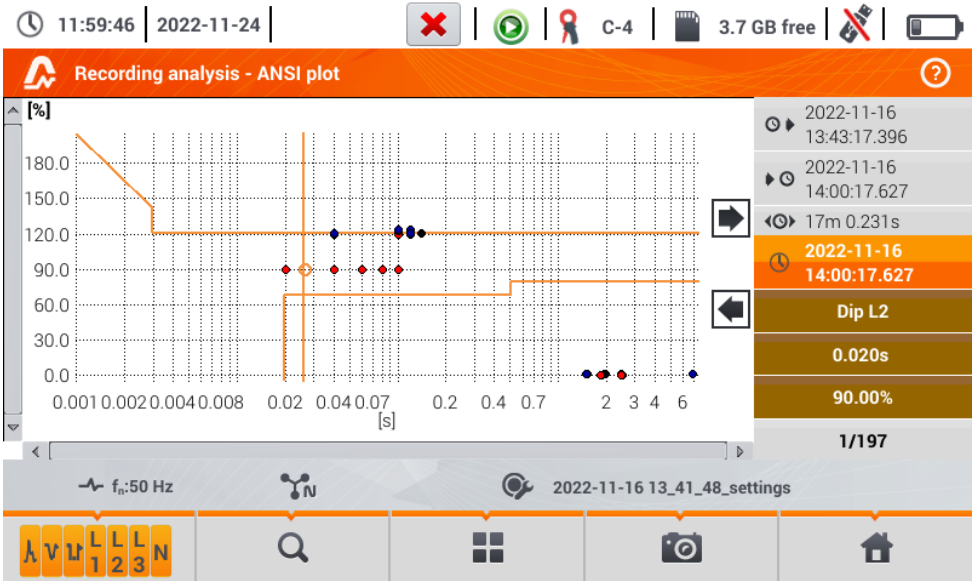 11:59:46 2022-11-24 C-4 3.7 GB free
Recording analysis - ANSI plot ?
[%]
180.0
150.0
120.0
90.0
60.0
30.0
0.0
0.001 0.002 0.004 0.008 0.02 0.04 0.07 0.2 0.4 0.7 2 3 4 6
[s]
2022-11-16
13:43:17.396
2022-11-16
14:00:17.627
17m 0.231s
2022-11-16
14:00:17.627
Dip L2
0.020s
90.00%
1/197
fn:50 Hz N 2022-11-16 13_41_48_settings
L L L N
1 2 3